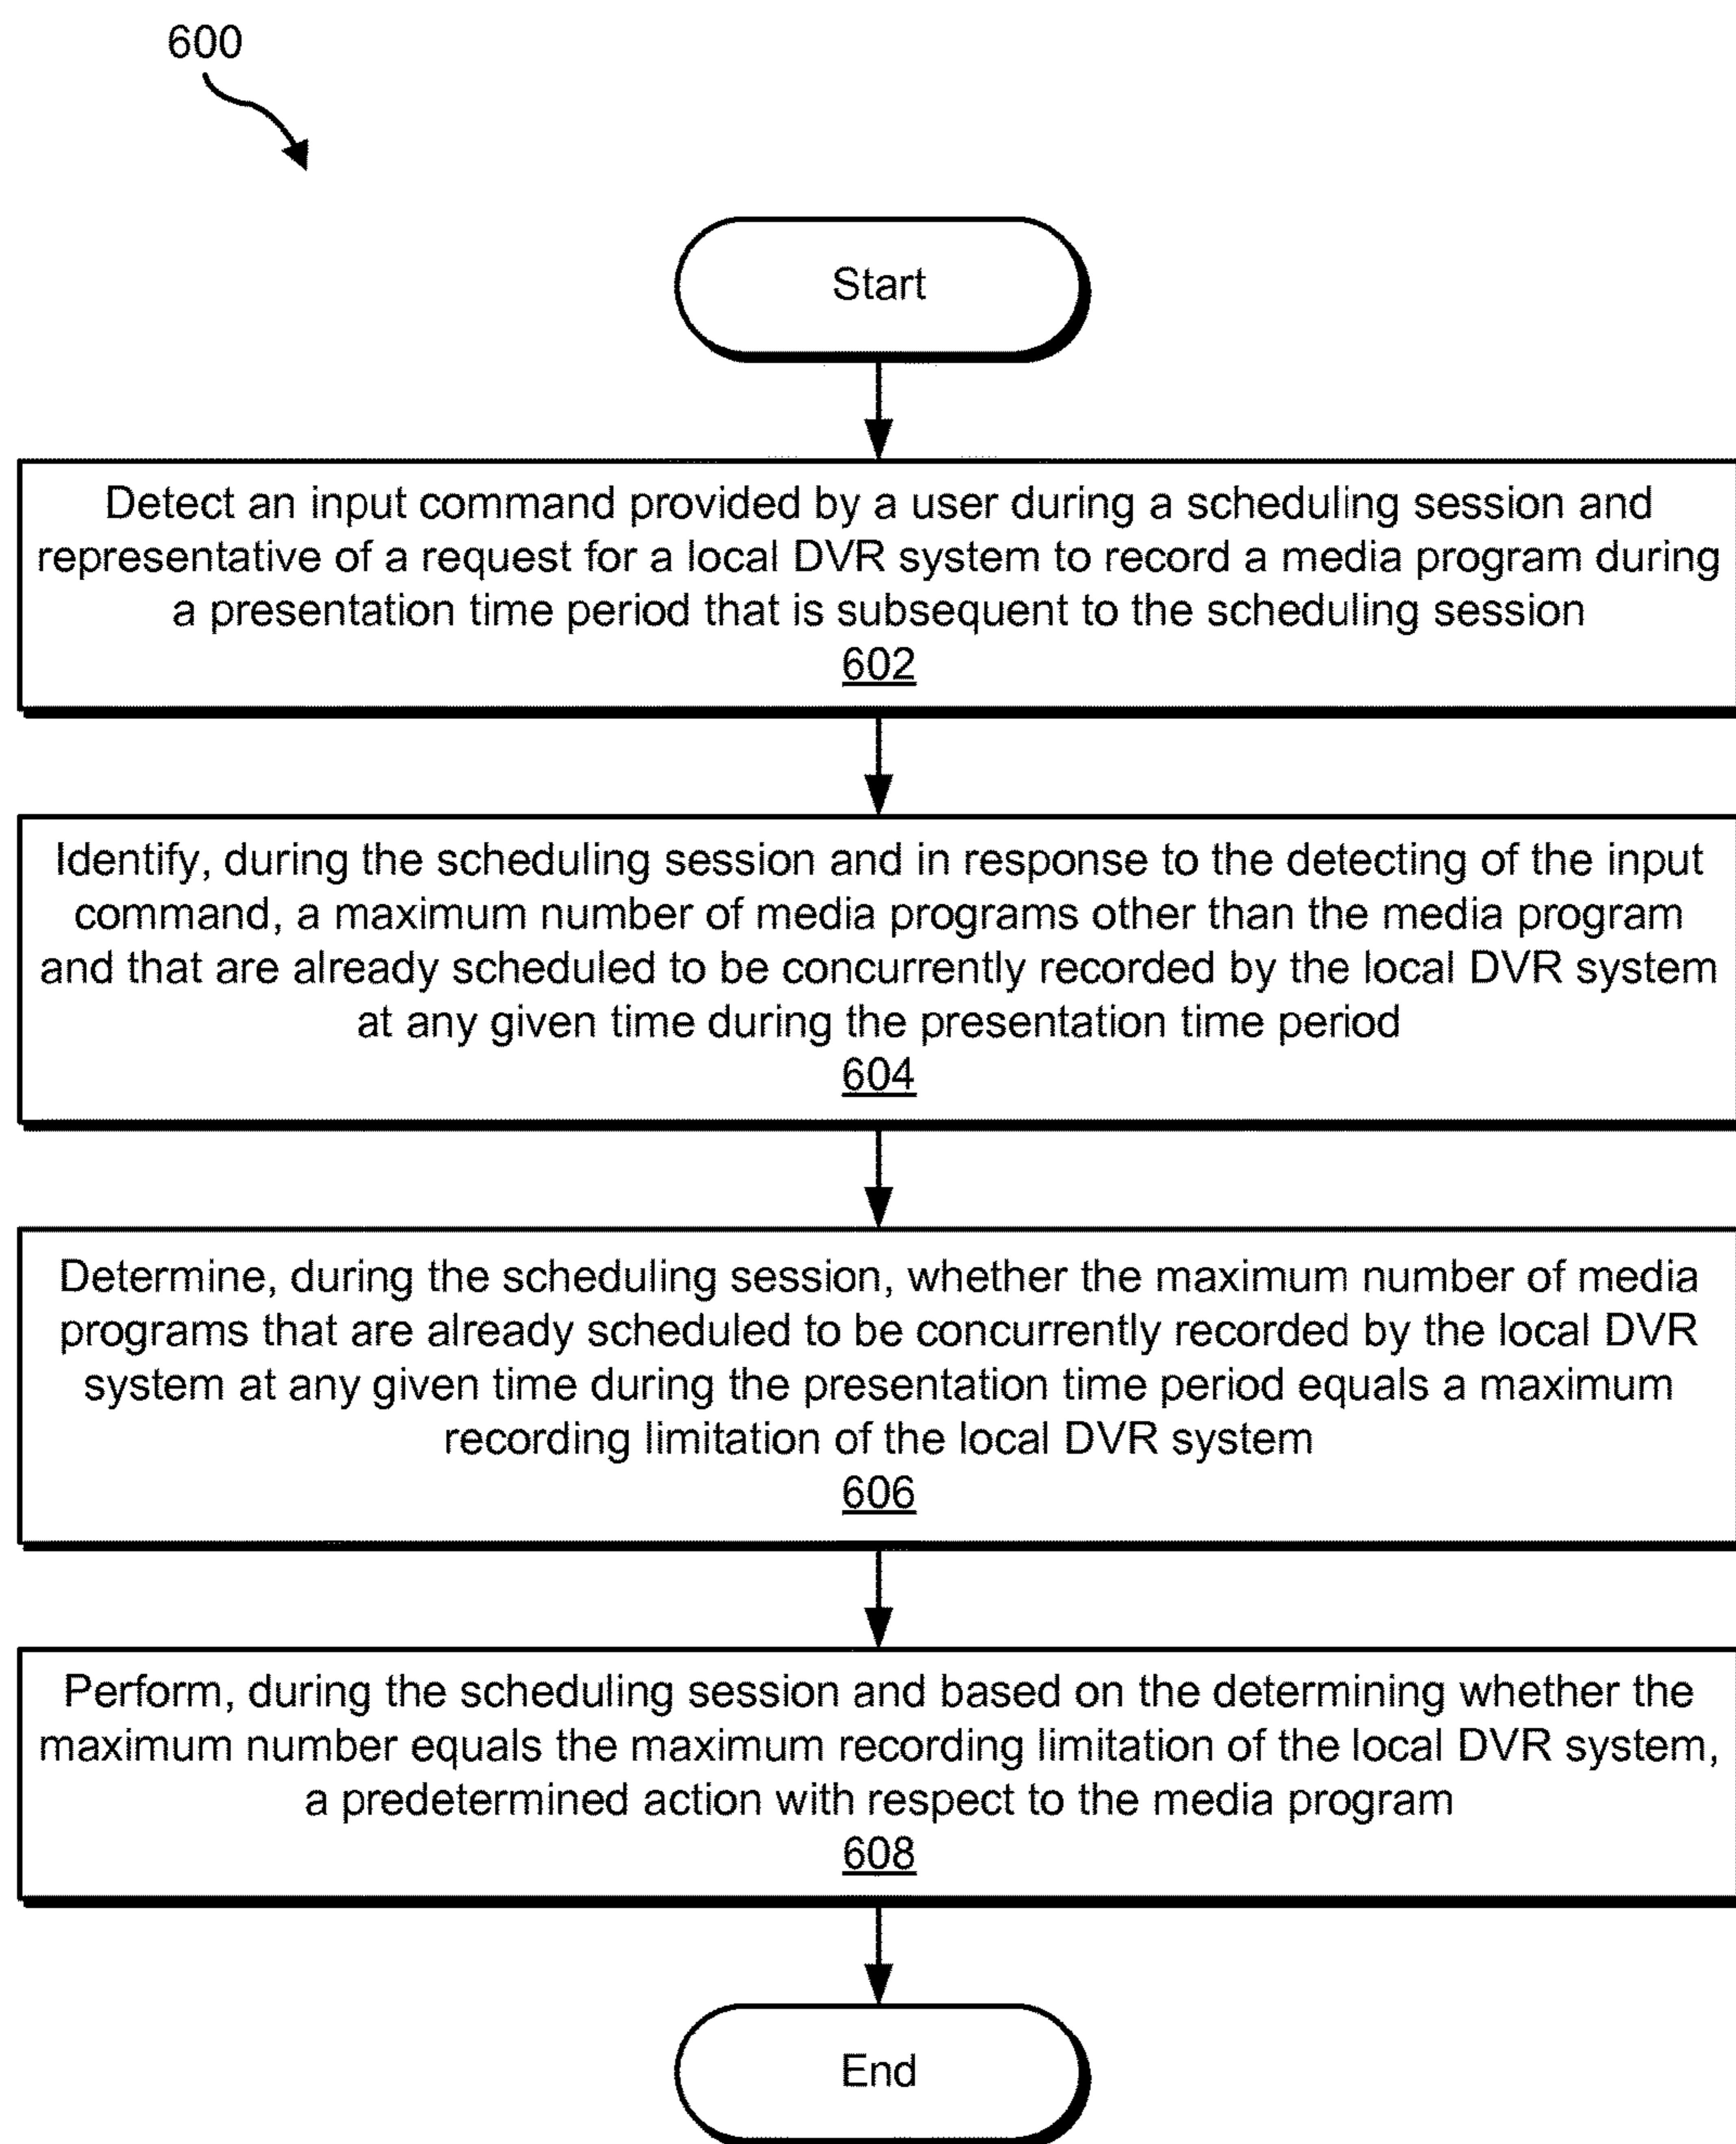 600
Start
Detect an input command provided by a user during a scheduling session and
representative of a request for a local DVR system to record a media program during
a presentation time period that is subsequent to the scheduling session
602
Identify, during the scheduling session and in response to the detecting of the input
command, a maximum number of media programs other than the media program
and that are already scheduled to be concurrently recorded by the local DVR system
at any given time during the presentation time period
604
Determine, during the scheduling session, whether the maximum number of media
programs that are already scheduled to be concurrently recorded by the local DVR
system at any given time during the presentation time period equals a maximum
recording limitation of the local DVR system
606
Perform, during the scheduling session and based on the determining whether the
maximum number equals the maximum recording limitation of the local DVR system,
a predetermined action with respect to the media program
608
End